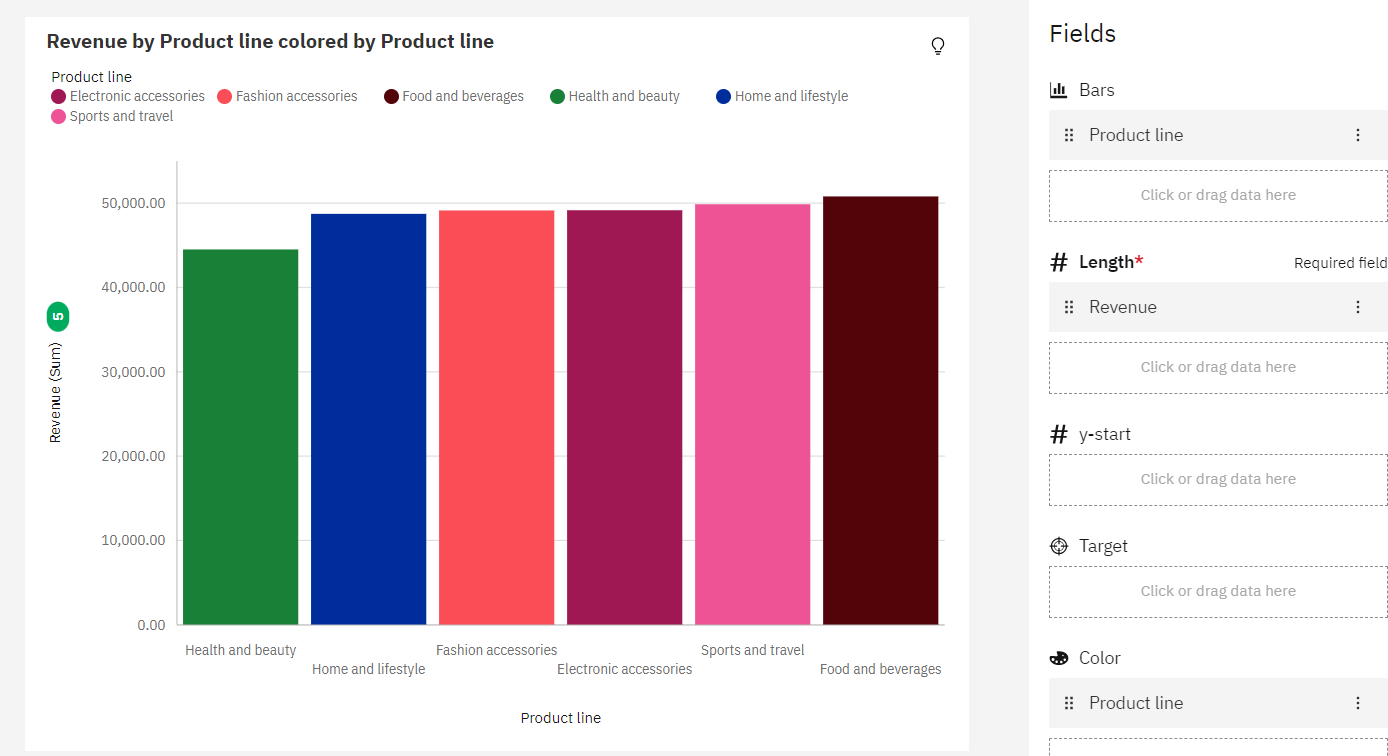 Revenue by Product line colored by Product line
Product line
Electronic accessories Fashion accessories Food and beverages Health and beauty Home and lifestyle
Sports and travel
50,000.00
40,000.00
30,000.00
20,000.00
10,000.00
0.00
Revenue (Sum) 5
Health and beauty Fashion accessories Sports and travel
Home and lifestyle Electronic accessories Food and beverages
Product line
Fields
Bars
Product line
Click or drag data here
Length* Required field
Revenue
Click or drag data here
y-start
Click or drag data here
Target
Click or drag data here
Color
Product line